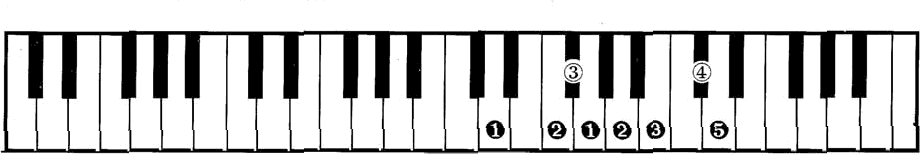 ③ ④
❶ ❷ ❶ ❷ ❸ ❺